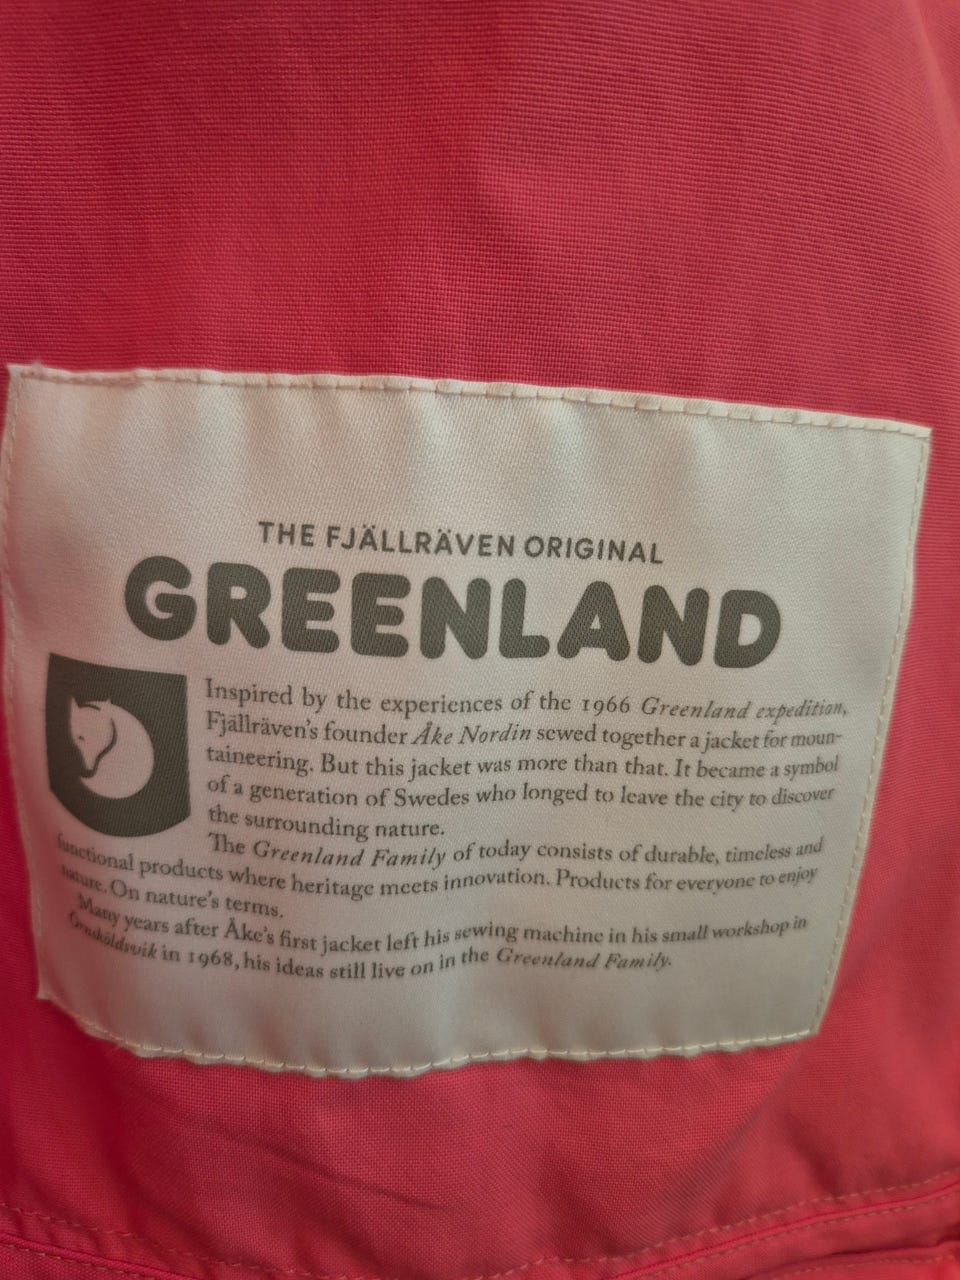 THE FJÄLLRÄVEN ORIGINAL
GREENLAND
Inspired by the experiences of the 1966 Greenland expedition,
Fjällräven's founder Åke Nordin sewed together a jacket for moun-
taineering. But this jacket was more than that. It became a symbol
of a generation of Swedes who longed to leave the city to discover
the surrounding nature.
The Greenland Family of today consists of durable, timeless and
functional products where heritage meets innovation. Products for everyone to enjoy
nature. On nature's terms.
Many years after Åke's first jacket left his sewing machine in his small workshop in
Örnsköldsvik in 1968, his ideas still live on in the Greenland Family.